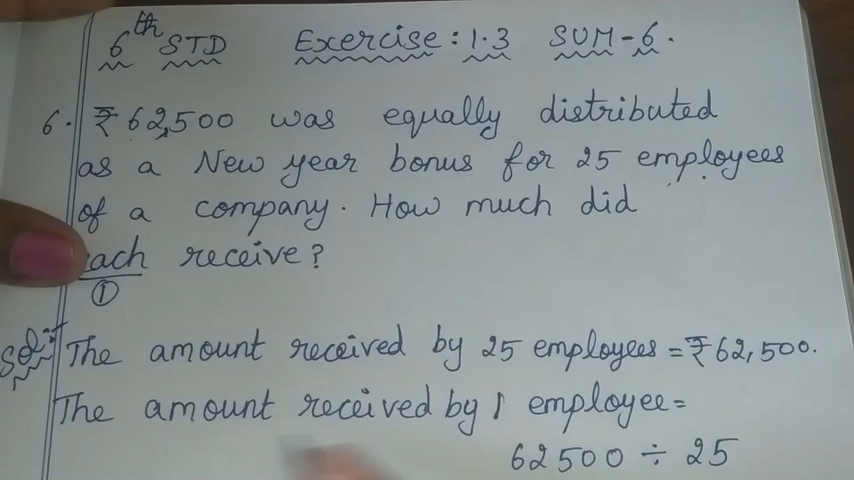 6th STD Exercise: 1.3 SUM-6.
6. ₹62,500 was equally distributed
as a New year bonus for 25 employees
of a company. How much did
each receive?
①
Sol:
The amount received by 25 employees = ₹62,500.
The amount received by 1 employee =
62500 ÷ 25